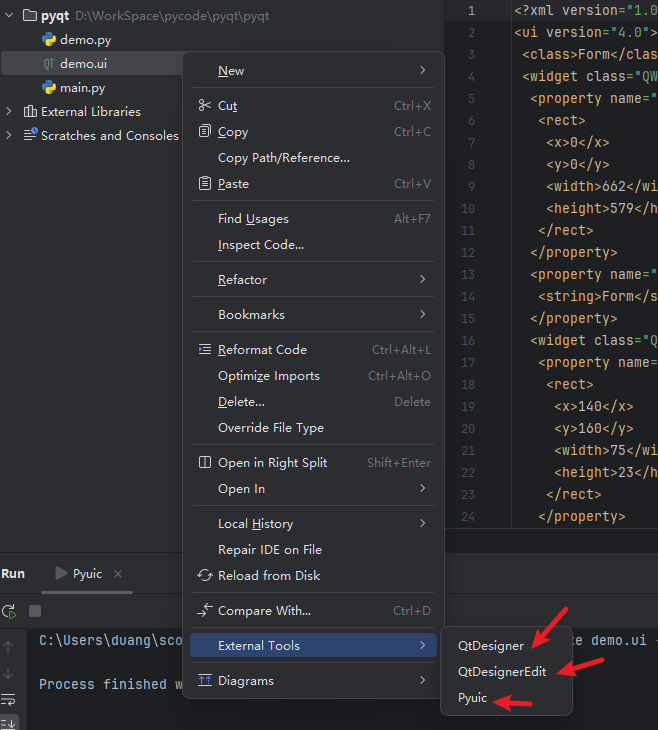 pyqt D:\WorkSpace\pycode\pyqt\pyqt
demo.py
QT demo.ui
main.py
External Libraries
Scratches and Consoles
New
Cut Ctrl+X
Copy Ctrl+C
Copy Path/Reference...
Paste Ctrl+V
Find Usages Alt+F7
Inspect Code...
Refactor
Bookmarks
Reformat Code Ctrl+Alt+L
Optimize Imports Ctrl+Alt+O
Delete... Delete
Override File Type
Open in Right Split Shift+Enter
Open In
Local History
Repair IDE on File
Reload from Disk
Compare With... Ctrl+D
External Tools
Diagrams
QtDesigner
QtDesignerEdit
Pyuic
1 <?xml version="1.0
2 <ui version="4.0">
3 <class>Form</clas
4 <widget class="QW
5 <property name="
6 <rect>
7 <x>0</x>
8 <y>0</y>
9 <width>662</wi
10 <height>579</h
11 </rect>
12 </property>
13 <property name="
14 <string>Form</s
15 </property>
16 <widget class="Q
17 <property name=
18 <rect>
19 <x>140</x>
20 <y>160</y>
21 <width>75</wi
22 <height>23</h
23 </rect>
24 </property>
Run Pyuic
C:\Users\duang\sco
demo.ui -
Process finished w